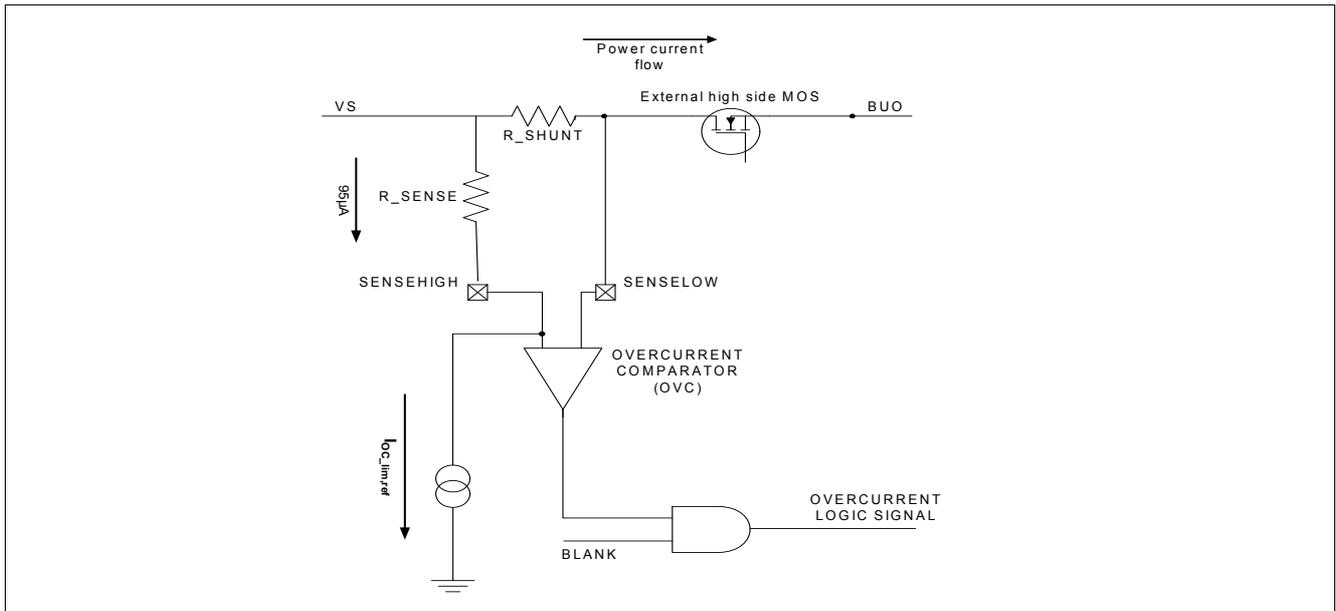 Power current
flow
External high side MOS
VS
BUO
R_SHUNT
R_SENSE
95µA
SENSEHIGH
SENSELOW
OVERCURRENT
COMPARATOR
(OVC)
IOC_lim,ref
OVERCURRENT
LOGIC SIGNAL
BLANK